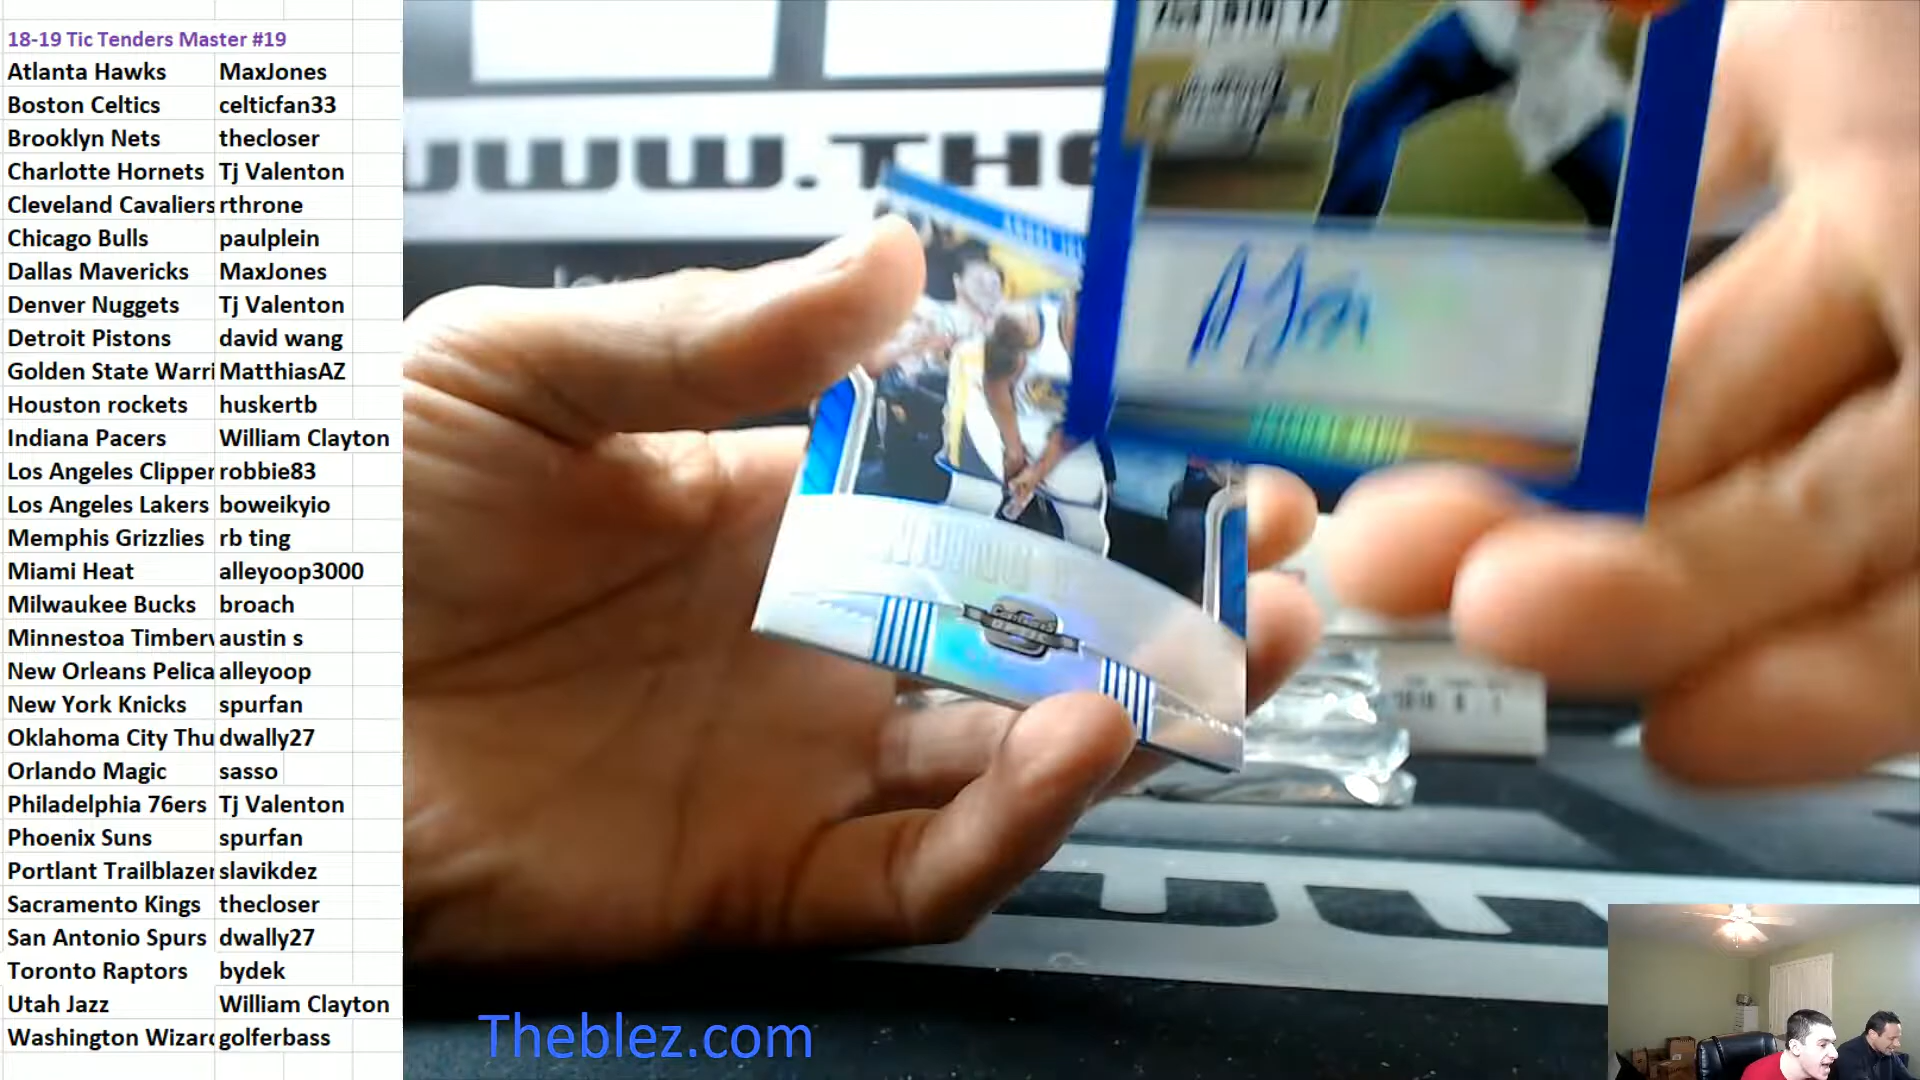 18-19 Tic Tenders Master #19
Atlanta Hawks MaxJones
Boston Celtics celticfan33
Brooklyn Nets thecloser
Charlotte Hornets Tj Valenton
Cleveland Cavaliers rthrone
Chicago Bulls paulplein
Dallas Mavericks MaxJones
Denver Nuggets Tj Valenton
Detroit Pistons david wang
Golden State Warri MatthiasAZ
Houston rockets huskertb
Indiana Pacers William Clayton
Los Angeles Clipper robbie83
Los Angeles Lakers boweikyio
Memphis Grizzlies rb ting
Miami Heat alleyoop3000
Milwaukee Bucks broach
Minnestoa Timberv austin s
New Orleans Pelica alleyoop
New York Knicks spurfan
Oklahoma City Thu dwally27
Orlando Magic sasso
Philadelphia 76ers Tj Valenton
Phoenix Suns spurfan
Portlant Trailblazer slavikdez
Sacramento Kings thecloser
San Antonio Spurs dwally27
Toronto Raptors bydek
Utah Jazz William Clayton
Washington Wizard golferbass
WWW.THE
Theblez.com